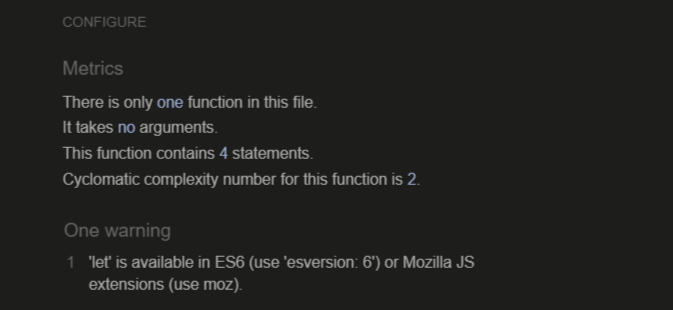 CONFIGURE
Metrics
There is only one function in this file.
It takes no arguments.
This function contains 4 statements.
Cyclomatic complexity number for this function is 2.
One warning
1 'let' is available in ES6 (use 'esversion: 6') or Mozilla JS
extensions (use moz).